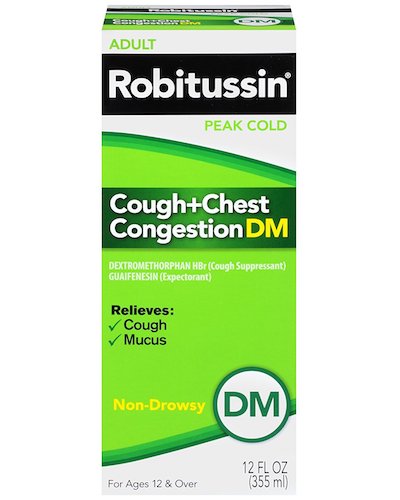 DM
ADULT
Robitussin®
PEAK COLD
Cough+Chest
Congestion DM
DEXTROMETHORPHAN HBr (Cough Suppressant)
GUAIFENESIN (Expectorant)
Relieves:
✓ Cough
✓ Mucus
Non-Drowsy
DM
For Ages 12 & Over
12 FL OZ
(355 ml)